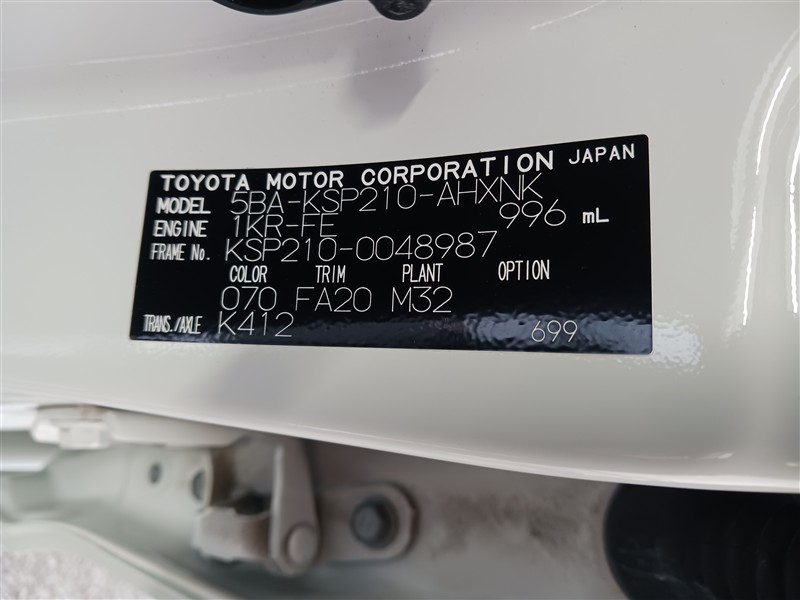 TOYOTA MOTOR CORPORATION JAPAN
MODEL 5BA-KSP210-AHXNK
ENGINE 1KR-FE 996 mL
FRAME No. KSP210-0048987
COLOR TRIM PLANT OPTION
070 FA20 M32
TRANS./AXLE K412 699